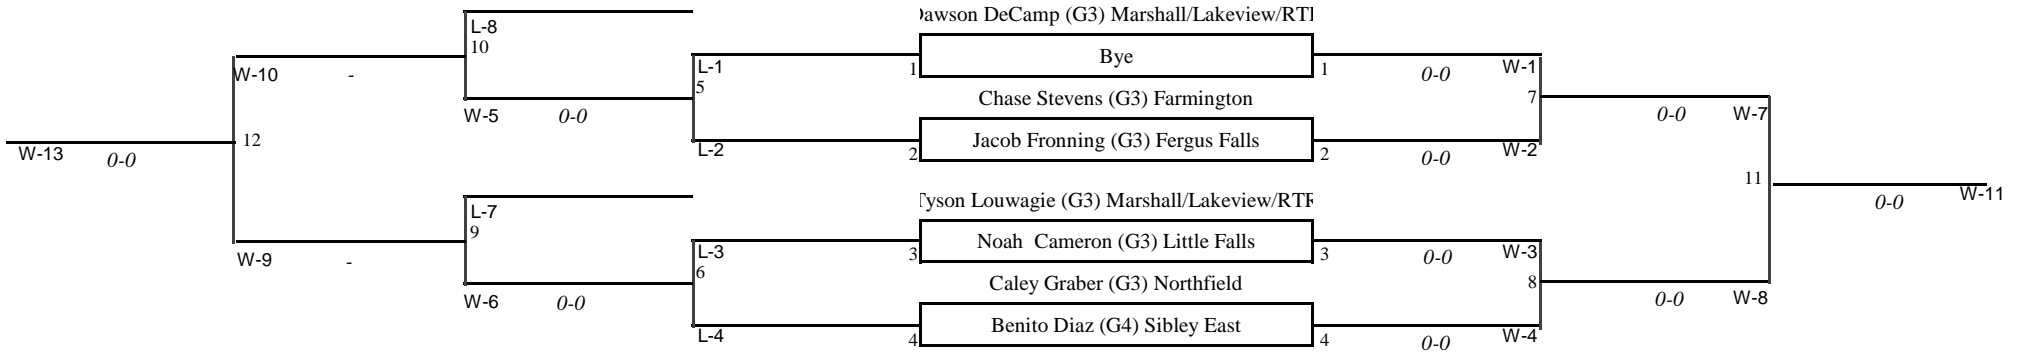 Dawson DeCamp (G3) Marshall/Lakeview/RT
L-8
10
Bye
W-10 -
L-1
1
1
0-0
W-1
5
7
Chase Stevens (G3) Farmington
W-5 0-0
0-0 W-7
12
Jacob Fronning (G3) Fergus Falls
W-13 0-0
L-2
2
2
0-0
W-2
11
Tyson Louwagie (G3) Marshall/Lakeview/RTR
W-11
0-0
L-7
9
Noah Cameron (G3) Little Falls
W-9 -
L-3
3
3
0-0
W-3
6
8
Caley Graber (G3) Northfield
W-6 0-0
0-0 W-8
Benito Diaz (G4) Sibley East
L-4
4
4
0-0
W-4